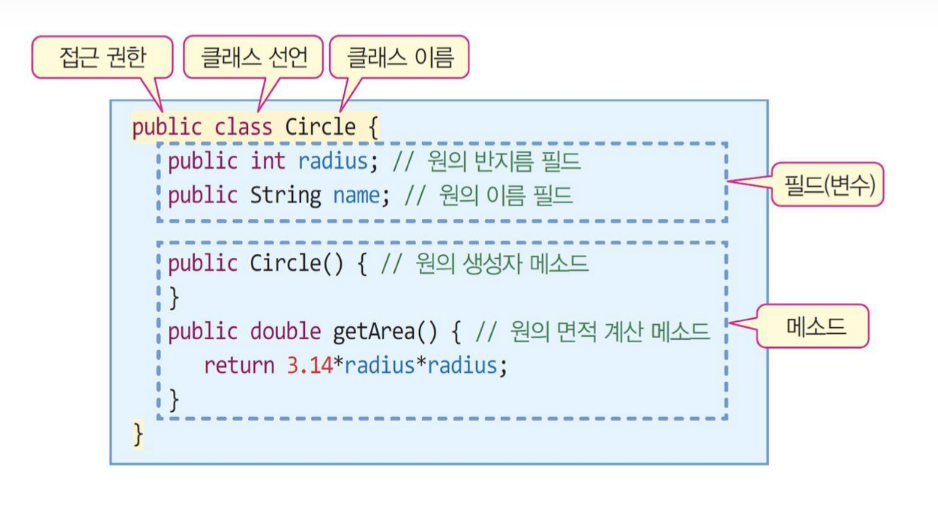 접근 권한 클래스 선언 클래스 이름
public class Circle {
public int radius; // 원의 반지름 필드
public String name; // 원의 이름 필드
필드(변수)
public Circle() { // 원의 생성자 메소드
}
public double getArea() { // 원의 면적 계산 메소드
return 3.14*radius*radius;
}
메소드
}